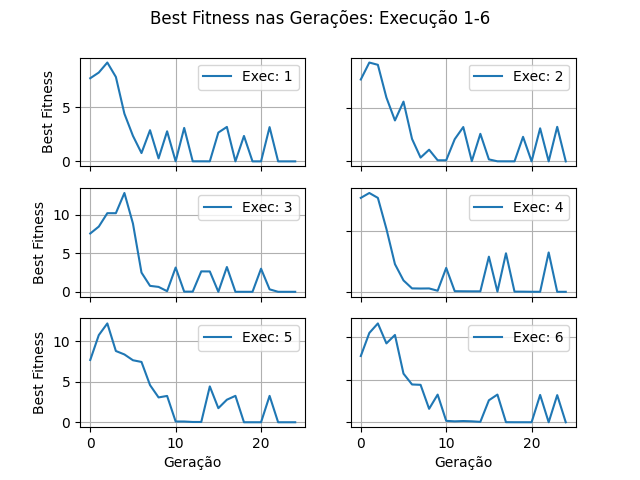 Best Fitness nas Gerações: Execução 1-6
Exec: 1
Exec: 2
5
0
Best Fitness
Exec: 3
Exec: 4
10
5
0
Best Fitness
Exec: 5
Exec: 6
10
5
0
Best Fitness
0 10 20
0 10 20
Geração
Geração